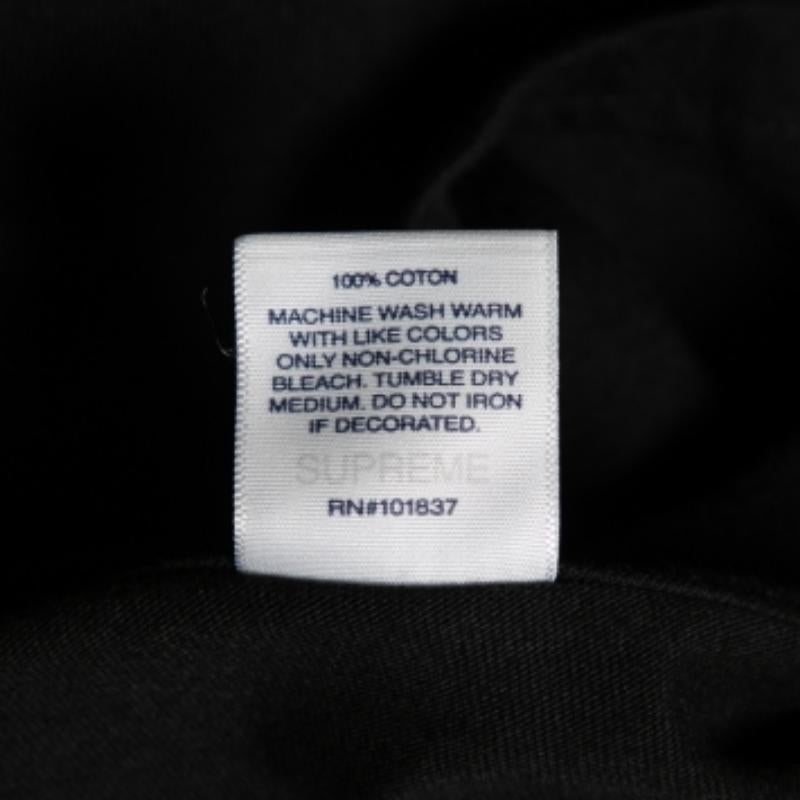 100% COTON
MACHINE WASH WARM
WITH LIKE COLORS
ONLY NON-CHLORINE
BLEACH. TUMBLE DRY
MEDIUM. DO NOT IRON
IF DECORATED.
SUPREME
RN#101837